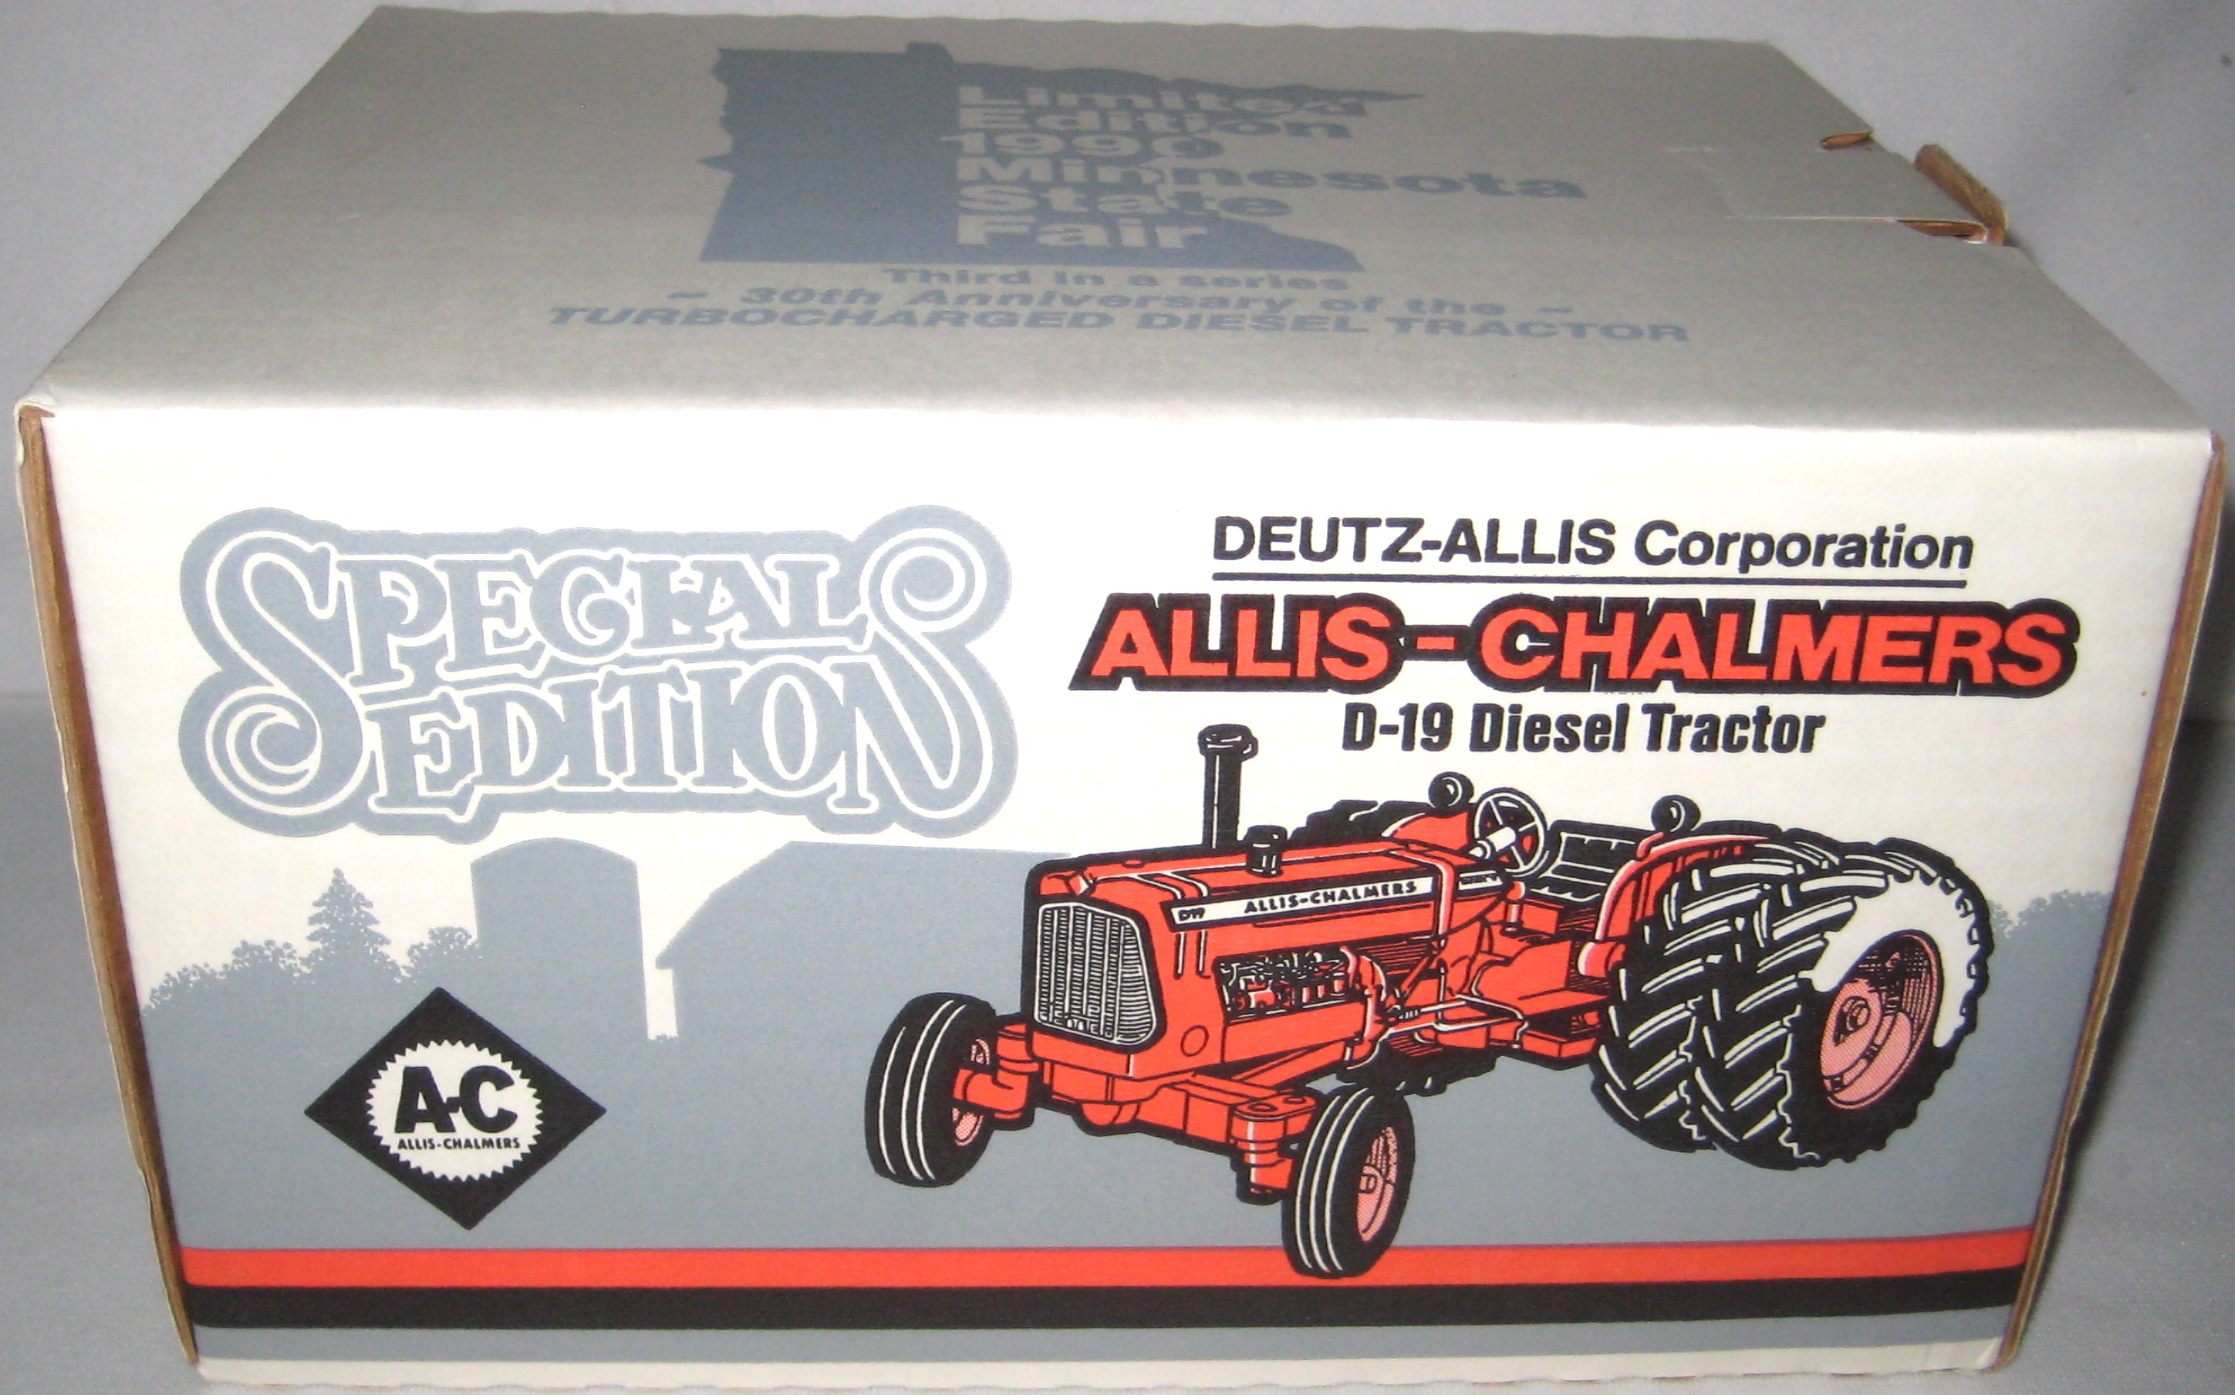 Limited
Edition
1990
Minnesota
State
Fair
Third in a series
~ 30th Anniversary of the ~
TURBOCHARGED DIESEL TRACTOR
SPECIAL
EDITION
DEUTZ-ALLIS Corporation
ALLIS-CHALMERS
D-19 Diesel Tractor
D19 ALLIS-CHALMERS
A-C
ALLIS-CHALMERS